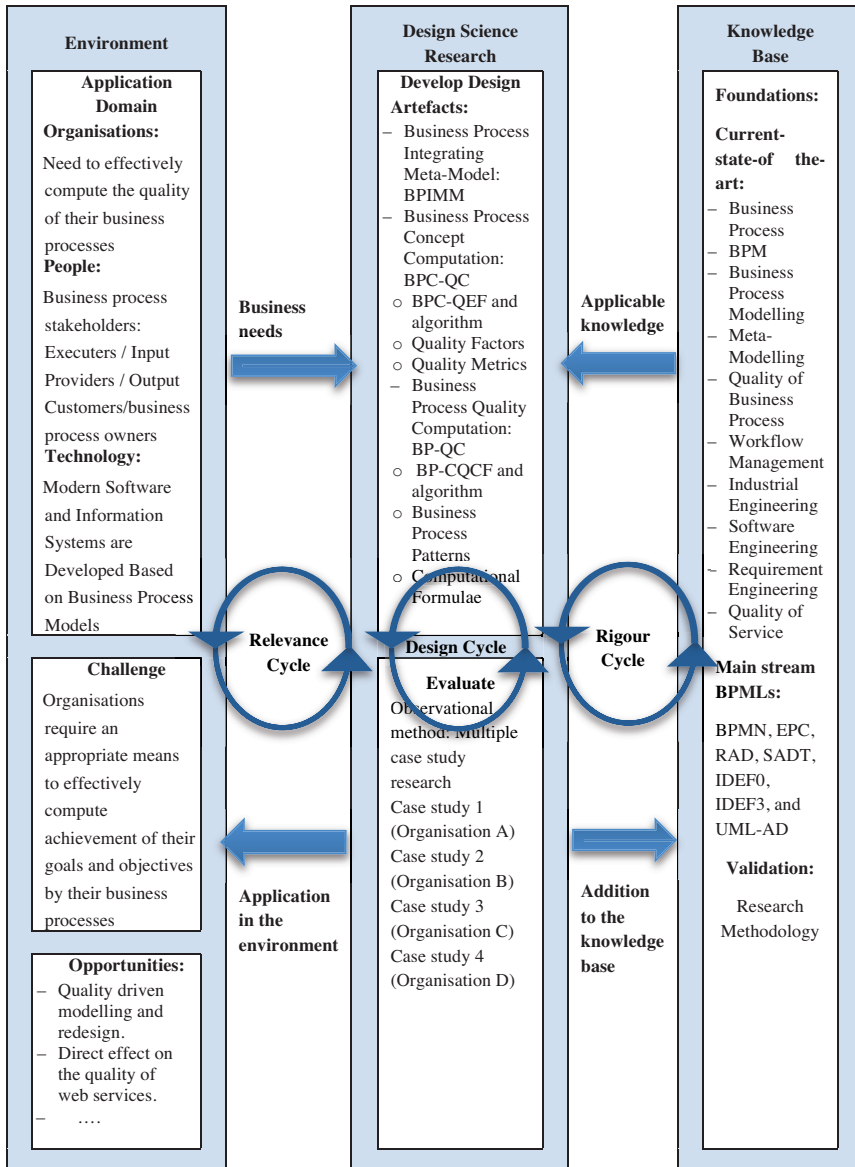 Environment
Application
Domain
Organisations:
Need to effectively
compute the quality
of their business
processes
People:
Business process
stakeholders:
Executers / Input
Providers / Output
Customers/business
process owners
Technology:
Modern Software
and Information
Systems are
Developed Based
on Business Process
Models
Challenge
Organisations
require an
appropriate means
to effectively
compute
achievement of their
goals and objectives
by their business
processes
Opportunities:
– Quality driven
modelling and
redesign.
– Direct effect on
the quality of
web services.
– ….
Business
needs
Relevance
Cycle
Application
in the
environment
Design Science
Research
Develop Design
Artefacts:
– Business Process
Integrating
Meta-Model:
BPIMM
– Business Process
Concept
Computation:
BPC-QC
o BPC-QEF and
algorithm
o Quality Factors
o Quality Metrics
– Business
Process Quality
Computation:
BP-QC
o BP-CQCF and
algorithm
o Business
Process
Patterns
o Computational
Formulae
Design Cycle
Evaluate
Observational
method: Multiple
case study
research
Case study 1
(Organisation A)
Case study 2
(Organisation B)
Case study 3
(Organisation C)
Case study 4
(Organisation D)
Applicable
knowledge
Rigour
Cycle
Addition
to the
knowledge
base
Knowledge
Base
Foundations:
Current-
state-of the-
art:
– Business
Process
– BPM
– Business
Process
Modelling
– Meta-
Modelling
– Quality of
Business
Process
– Workflow
Management
– Industrial
Engineering
– Software
Engineering
– Requirement
Engineering
– Quality of
Service
Main stream
BPMLs:
BPMN, EPC,
RAD, SADT,
IDEF0,
IDEF3, and
UML-AD
Validation:
Research
Methodology